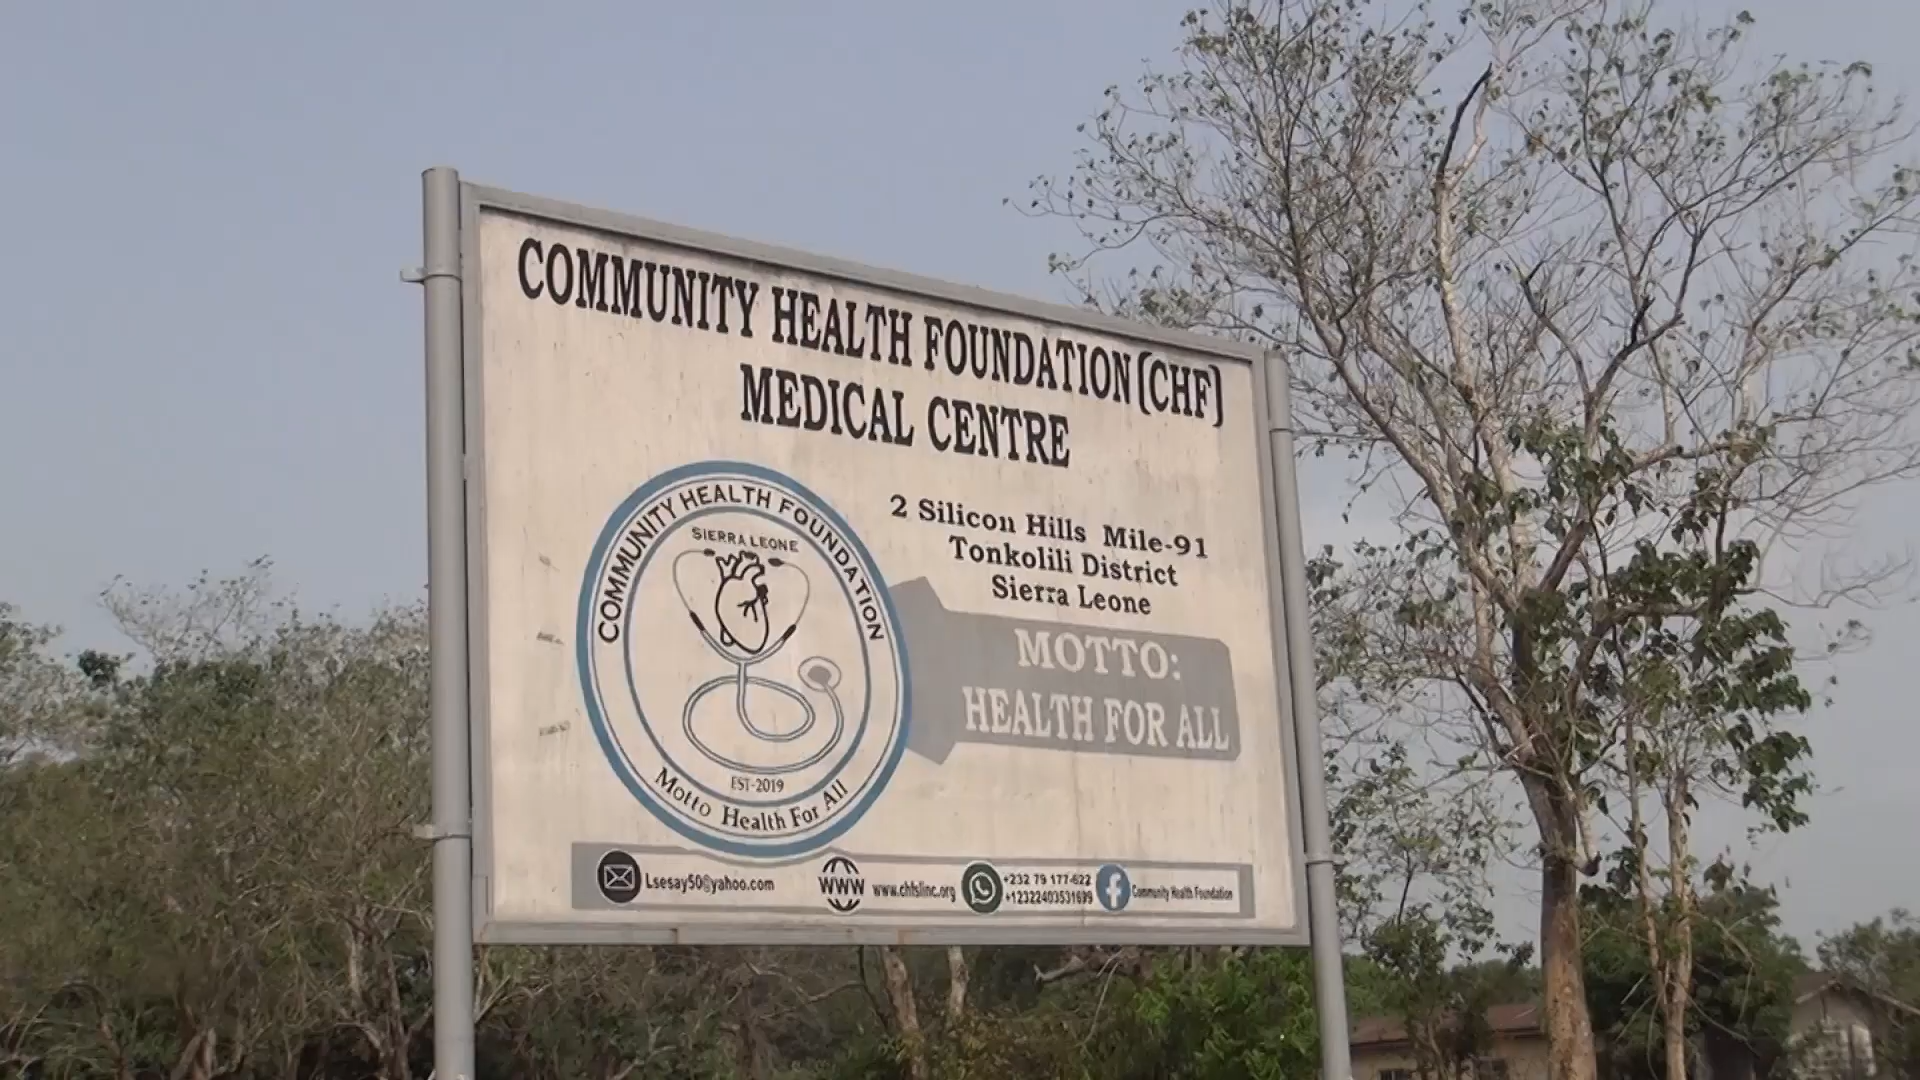 COMMUNITY HEALTH FOUNDATION (CHF)
MEDICAL CENTRE
2 Silicon Hills Mile-91
Tonkolili District
Sierra Leone
COMMUNITY HEALTH FOUNDATION
SIERRA LEONE
EST-2019
Motto Health For All
MOTTO:
HEALTH FOR ALL
Lsesay50@yahoo.com
WWW
www.chfslinc.org
+232 79 177-622
+12322403531699
Community Health Foundation